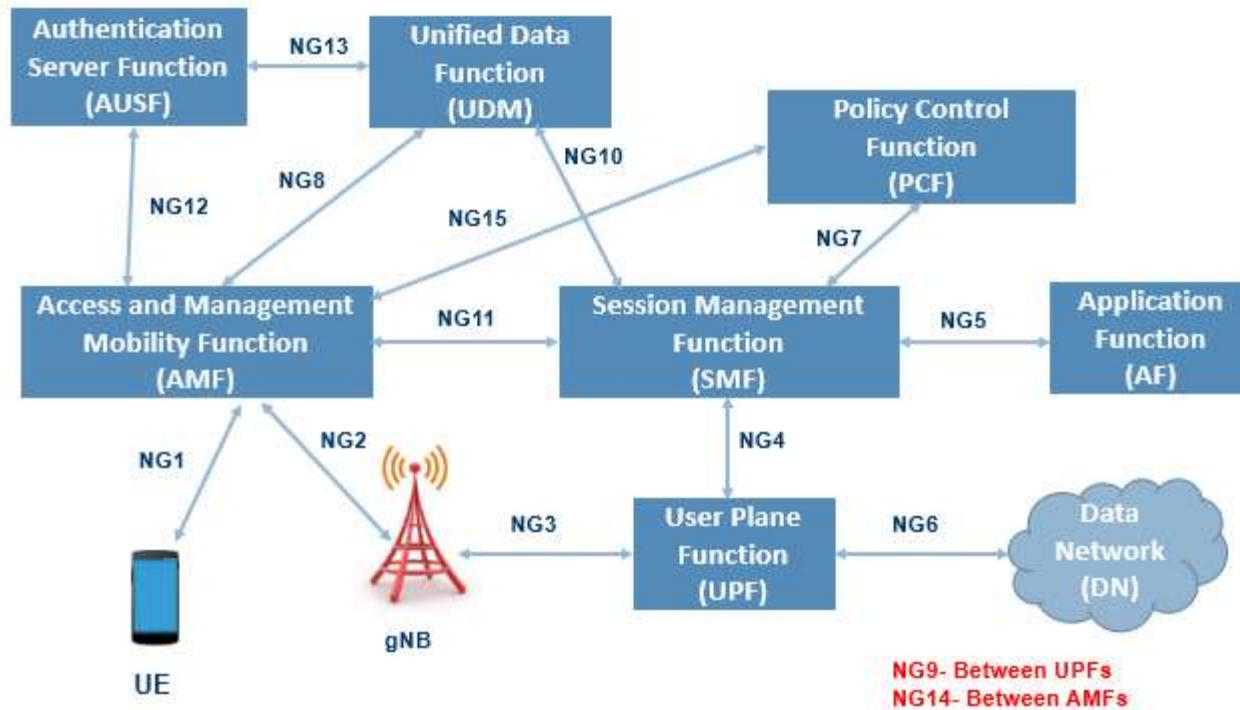 Authentication
Server Function
(AUSF)
NG13
Unified Data
Function
(UDM)
Policy Control
Function
(PCF)
NG12
NG8
NG10
NG15
NG7
Access and Management
Mobility Function
(AMF)
NG11
Session Management
Function
(SMF)
NG5
Application
Function
(AF)
NG1
NG2
NG4
NG3
User Plane
Function
(UPF)
NG6
Data
Network
(DN)
gNB
UE
NG9- Between UPFs
NG14- Between AMFs